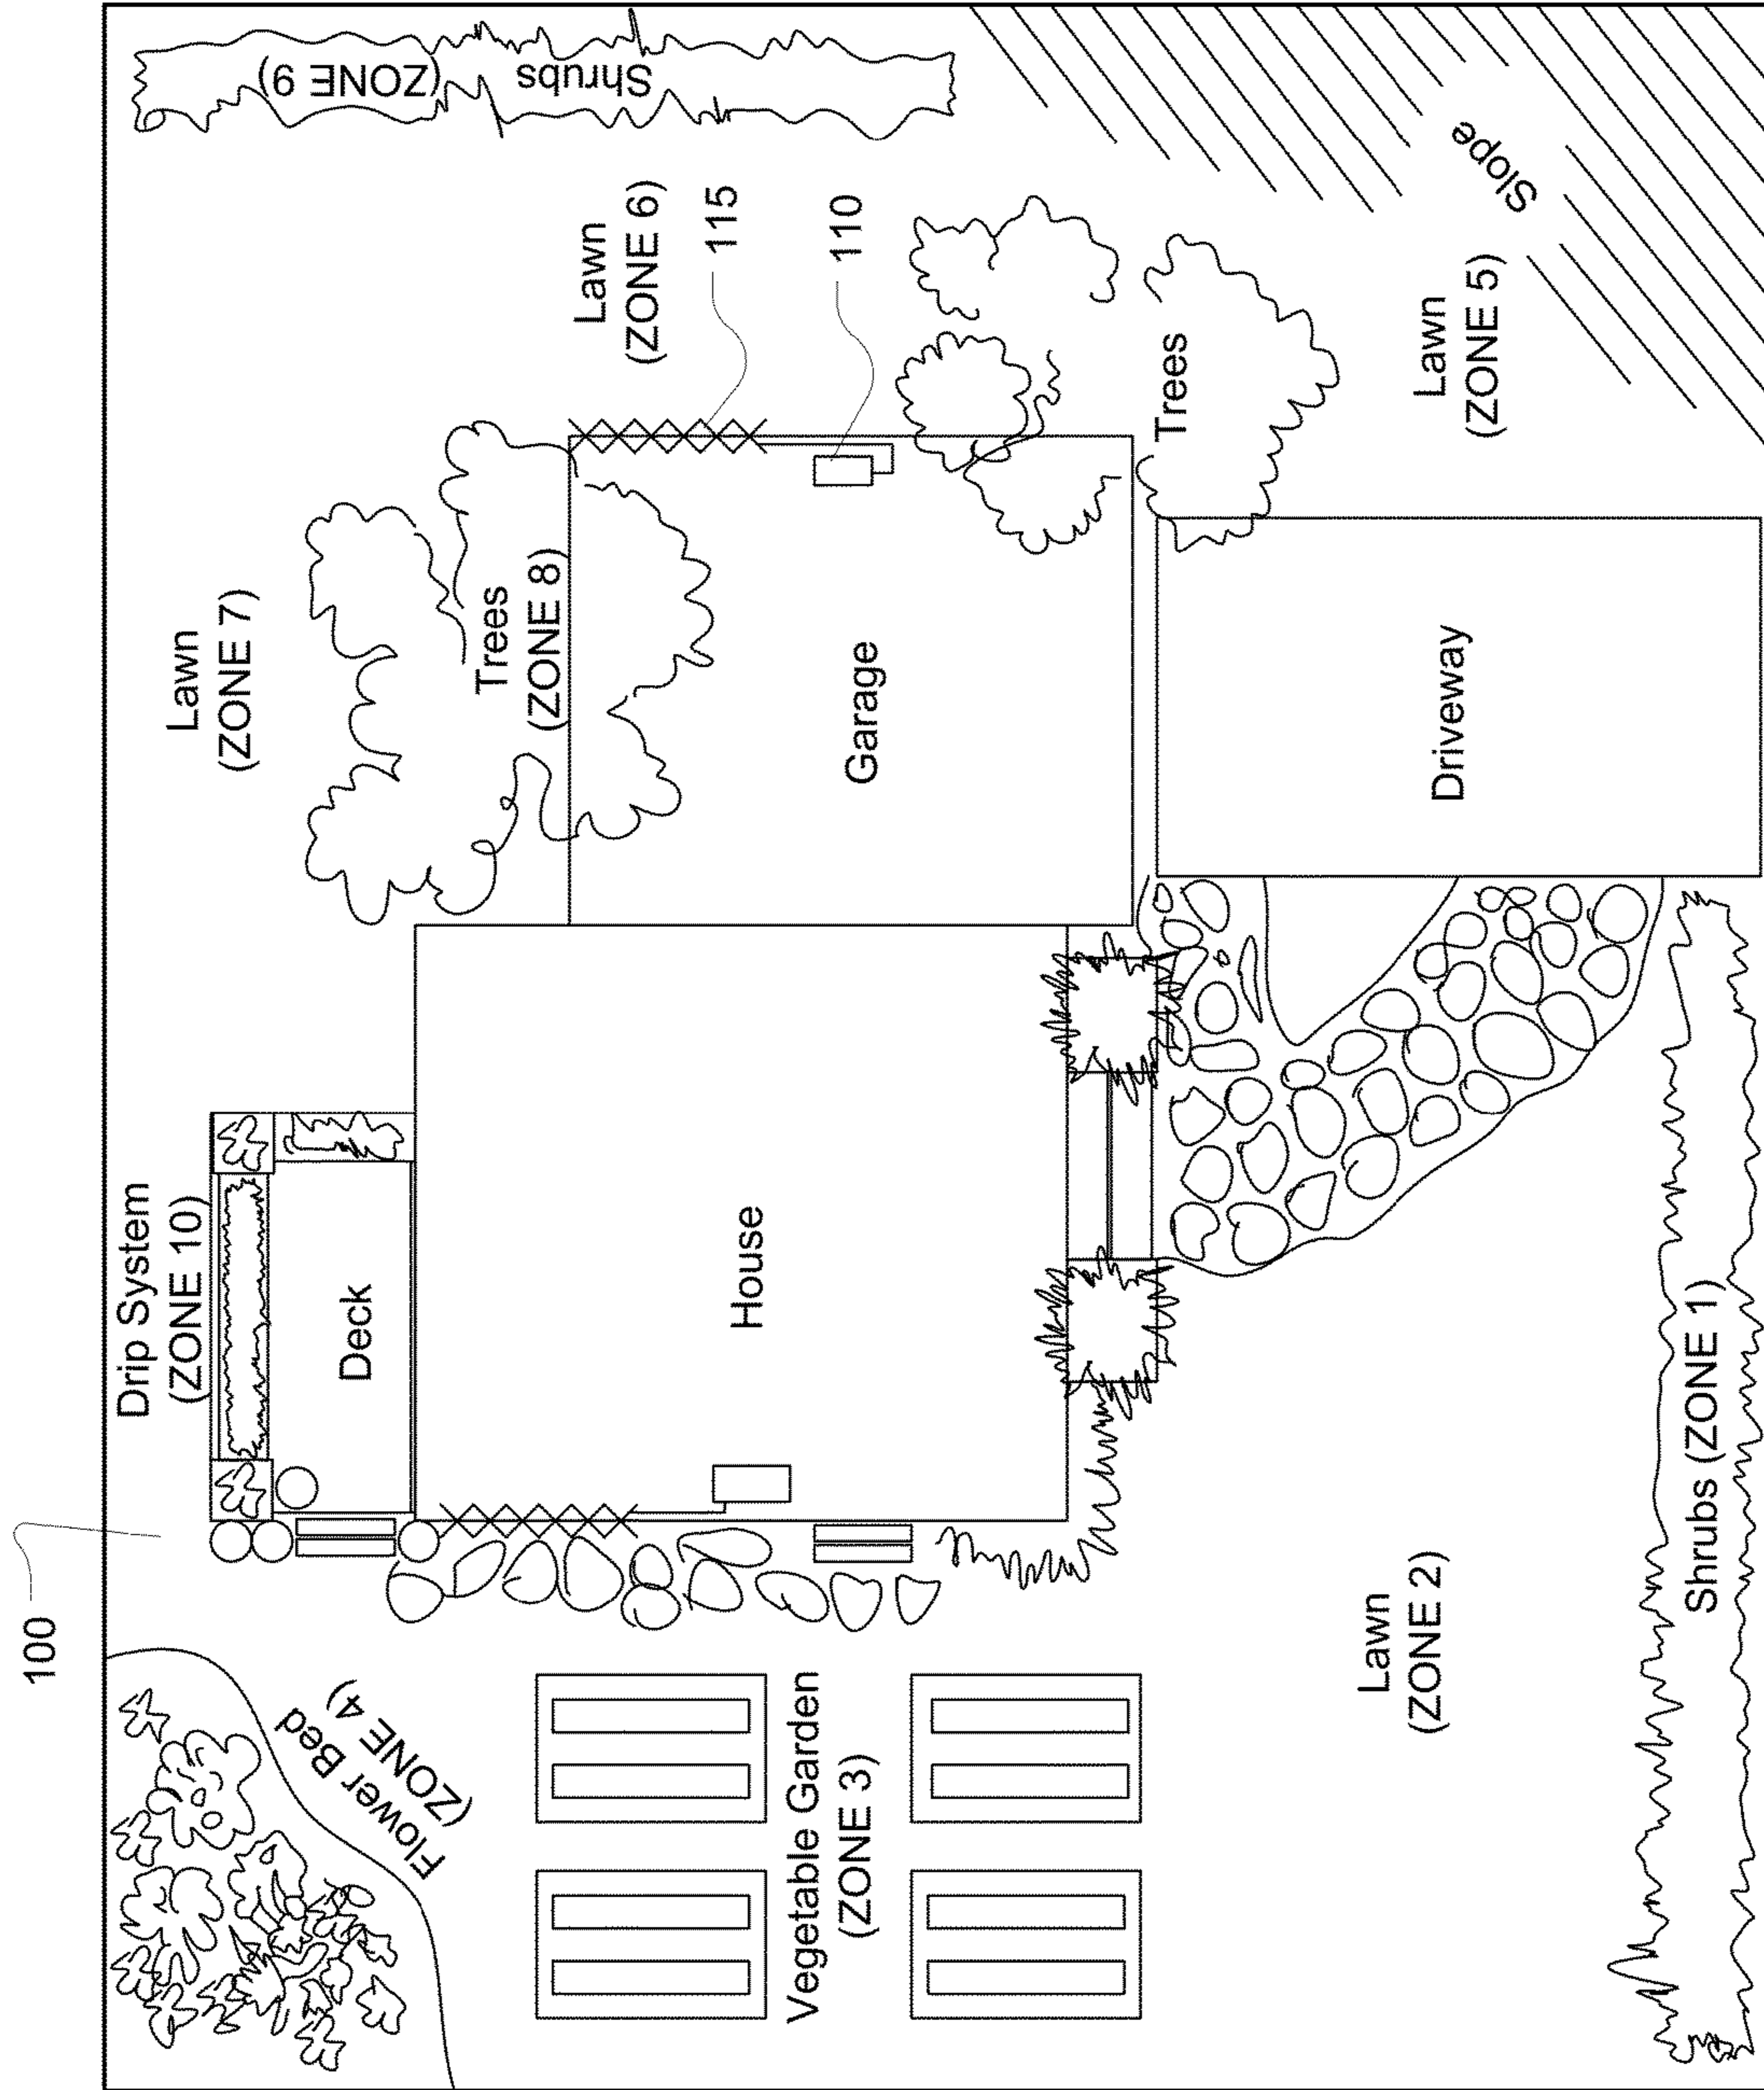 100
Flower Bed
(ZONE 4)
Drip System
(ZONE 10)
Lawn
(ZONE 7)
Shrubs (ZONE 9)
Deck
Trees
(ZONE 8)
Lawn
(ZONE 6)
115
110
Vegetable Garden
(ZONE 3)
House
Garage
Trees
Slope
Lawn
(ZONE 2)
Driveway
Lawn
(ZONE 5)
Shrubs (ZONE 1)